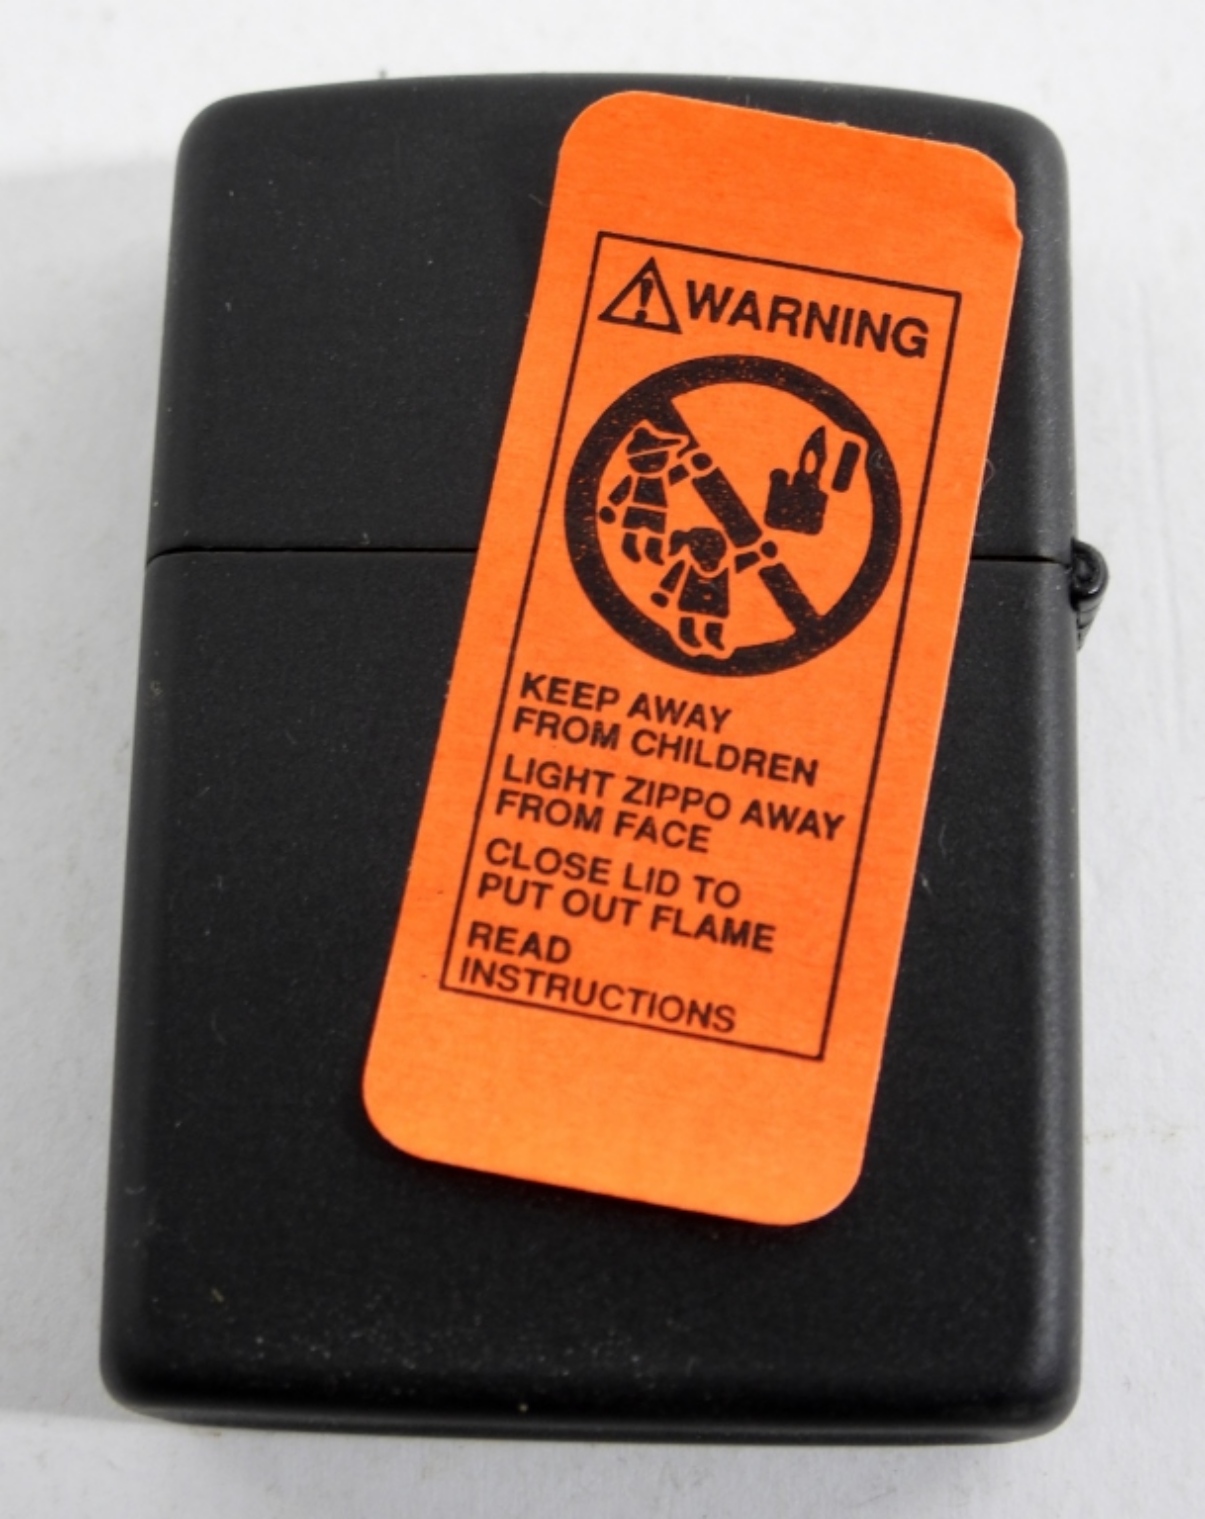 WARNING
KEEP AWAY
FROM CHILDREN
LIGHT ZIPPO AWAY
FROM FACE
CLOSE LID TO
PUT OUT FLAME
READ
INSTRUCTIONS